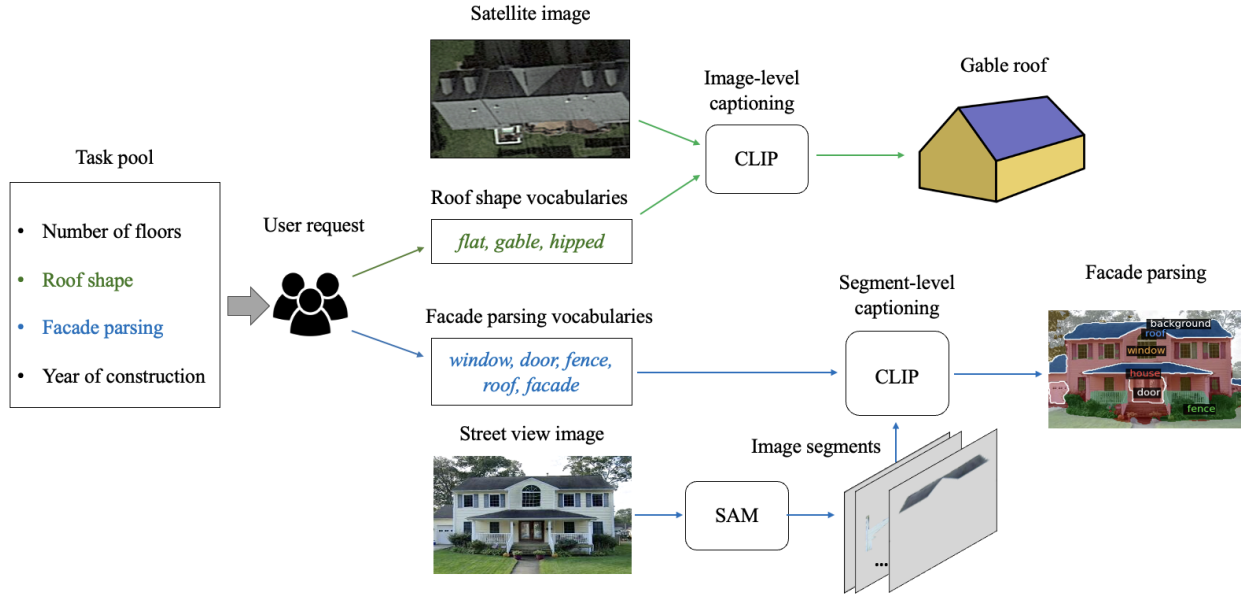 Satellite image
Image-level
captioning
CLIP
Gable roof
Task pool
• Number of floors
• Roof shape
• Facade parsing
• Year of construction
User request
Roof shape vocabularies
flat, gable, hipped
Facade parsing vocabularies
window, door, fence,
roof, facade
Street view image
SAM
Image segments
...
Segment-level
captioning
CLIP
Facade parsing
background
roof
window
house
door
fence